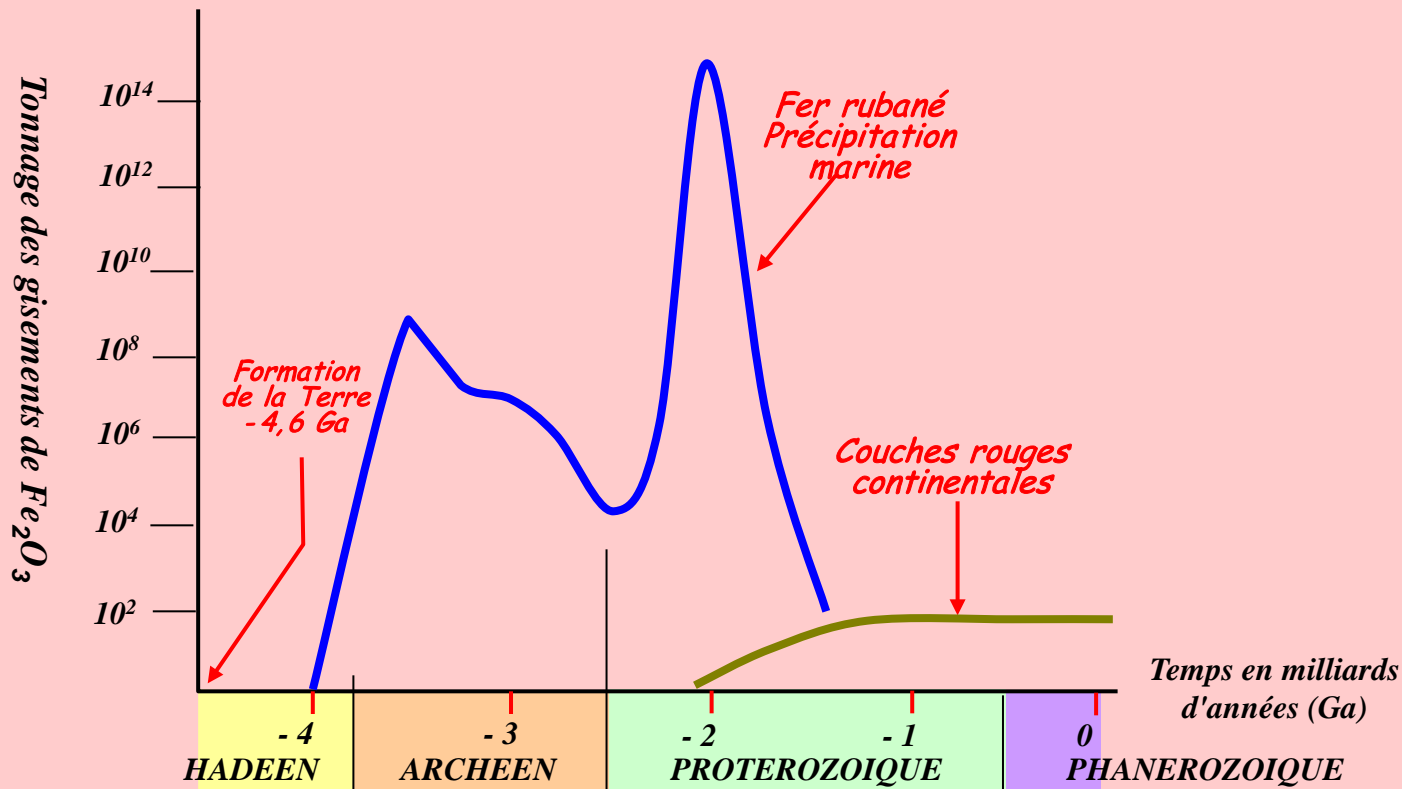 Tonnage des gisements de Fe₂O₃
10¹⁴
10¹²
10¹⁰
10⁸
10⁶
10⁴
10²
Fer rubané
Précipitation
marine
Formation
de la Terre
-4,6 Ga
Couches rouges
continentales
Temps en milliards
d'années (Ga)
- 4
- 3
- 2
- 1
0
HADEEN
ARCHEEN
PROTEROZOIQUE
PHANEROZOIQUE